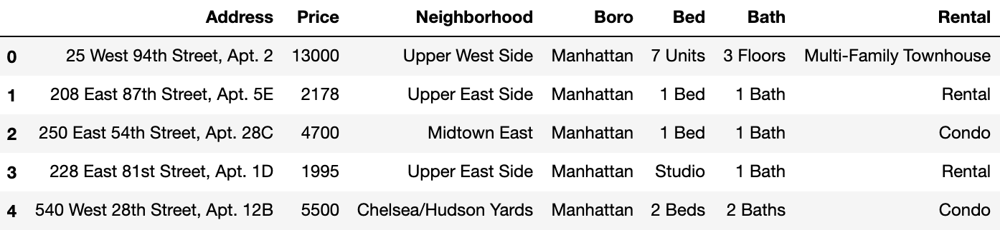 Address Price Neighborhood Boro Bed Bath Rental
0 25 West 94th Street, Apt. 2 13000 Upper West Side Manhattan 7 Units 3 Floors Multi-Family Townhouse
1 208 East 87th Street, Apt. 5E 2178 Upper East Side Manhattan 1 Bed 1 Bath Rental
2 250 East 54th Street, Apt. 28C 4700 Midtown East Manhattan 1 Bed 1 Bath Condo
3 228 East 81st Street, Apt. 1D 1995 Upper East Side Manhattan Studio 1 Bath Rental
4 540 West 28th Street, Apt. 12B 5500 Chelsea/Hudson Yards Manhattan 2 Beds 2 Baths Condo